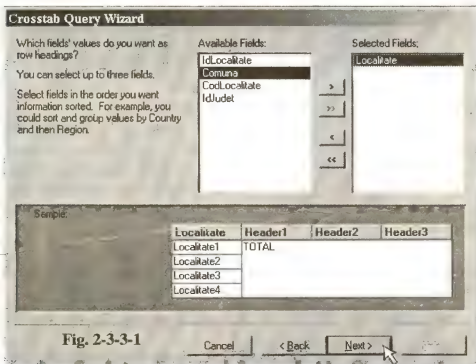 Crosstab Query Wizard
Which fields' values do you want as
row headings?
You can select up to three fields.
Select fields in the order you want
information sorted. For example, you
could sort and group values by Country
and then Region.
Available Fields:
IdLocalitate
Comuna
CodLocalitate
IdJudet
>
>>
<
<<
Selected Fields:
Localitate
Sample:
Localitate Header1 Header2 Header3
Localitate1 TOTAL
Localitate2
Localitate3
Localitate4
Fig. 2-3-3-1
Cancel < Back Next >